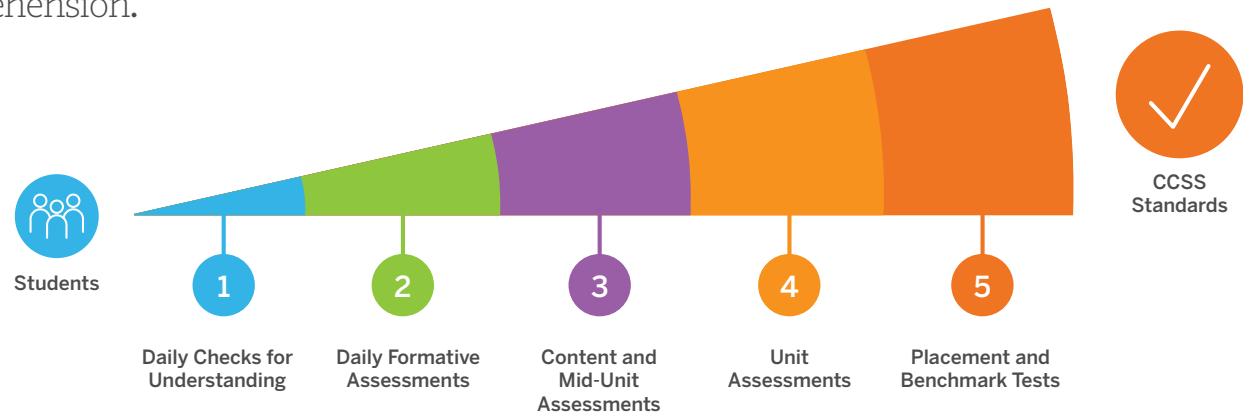 Students
1
Daily Checks for
Understanding
2
Daily Formative
Assessments
3
Content and
Mid-Unit
Assessments
4
Unit
Assessments
5
Placement and
Benchmark Tests
CCSS
Standards